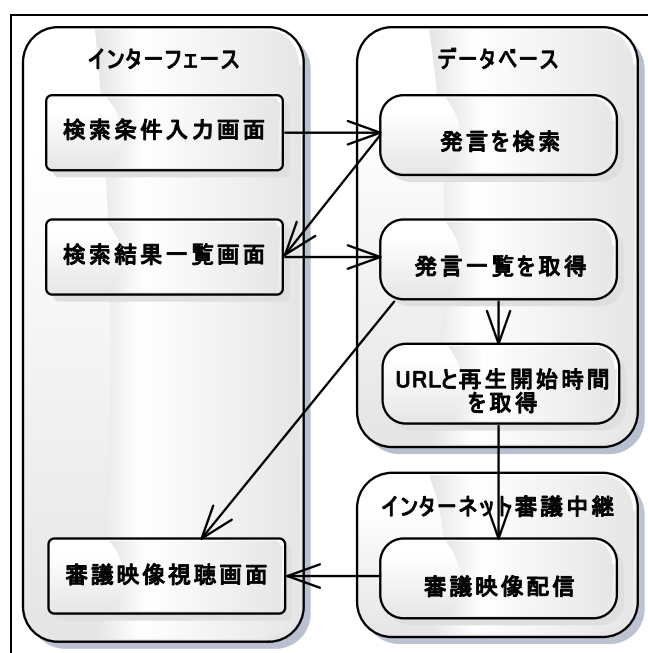 インターフェース
検索条件入力画面
検索結果一覧画面
審議映像視聴画面
データベース
発言を検索
発言一覧を取得
URLと再生開始時間
を取得
インターネット審議中継
審議映像配信